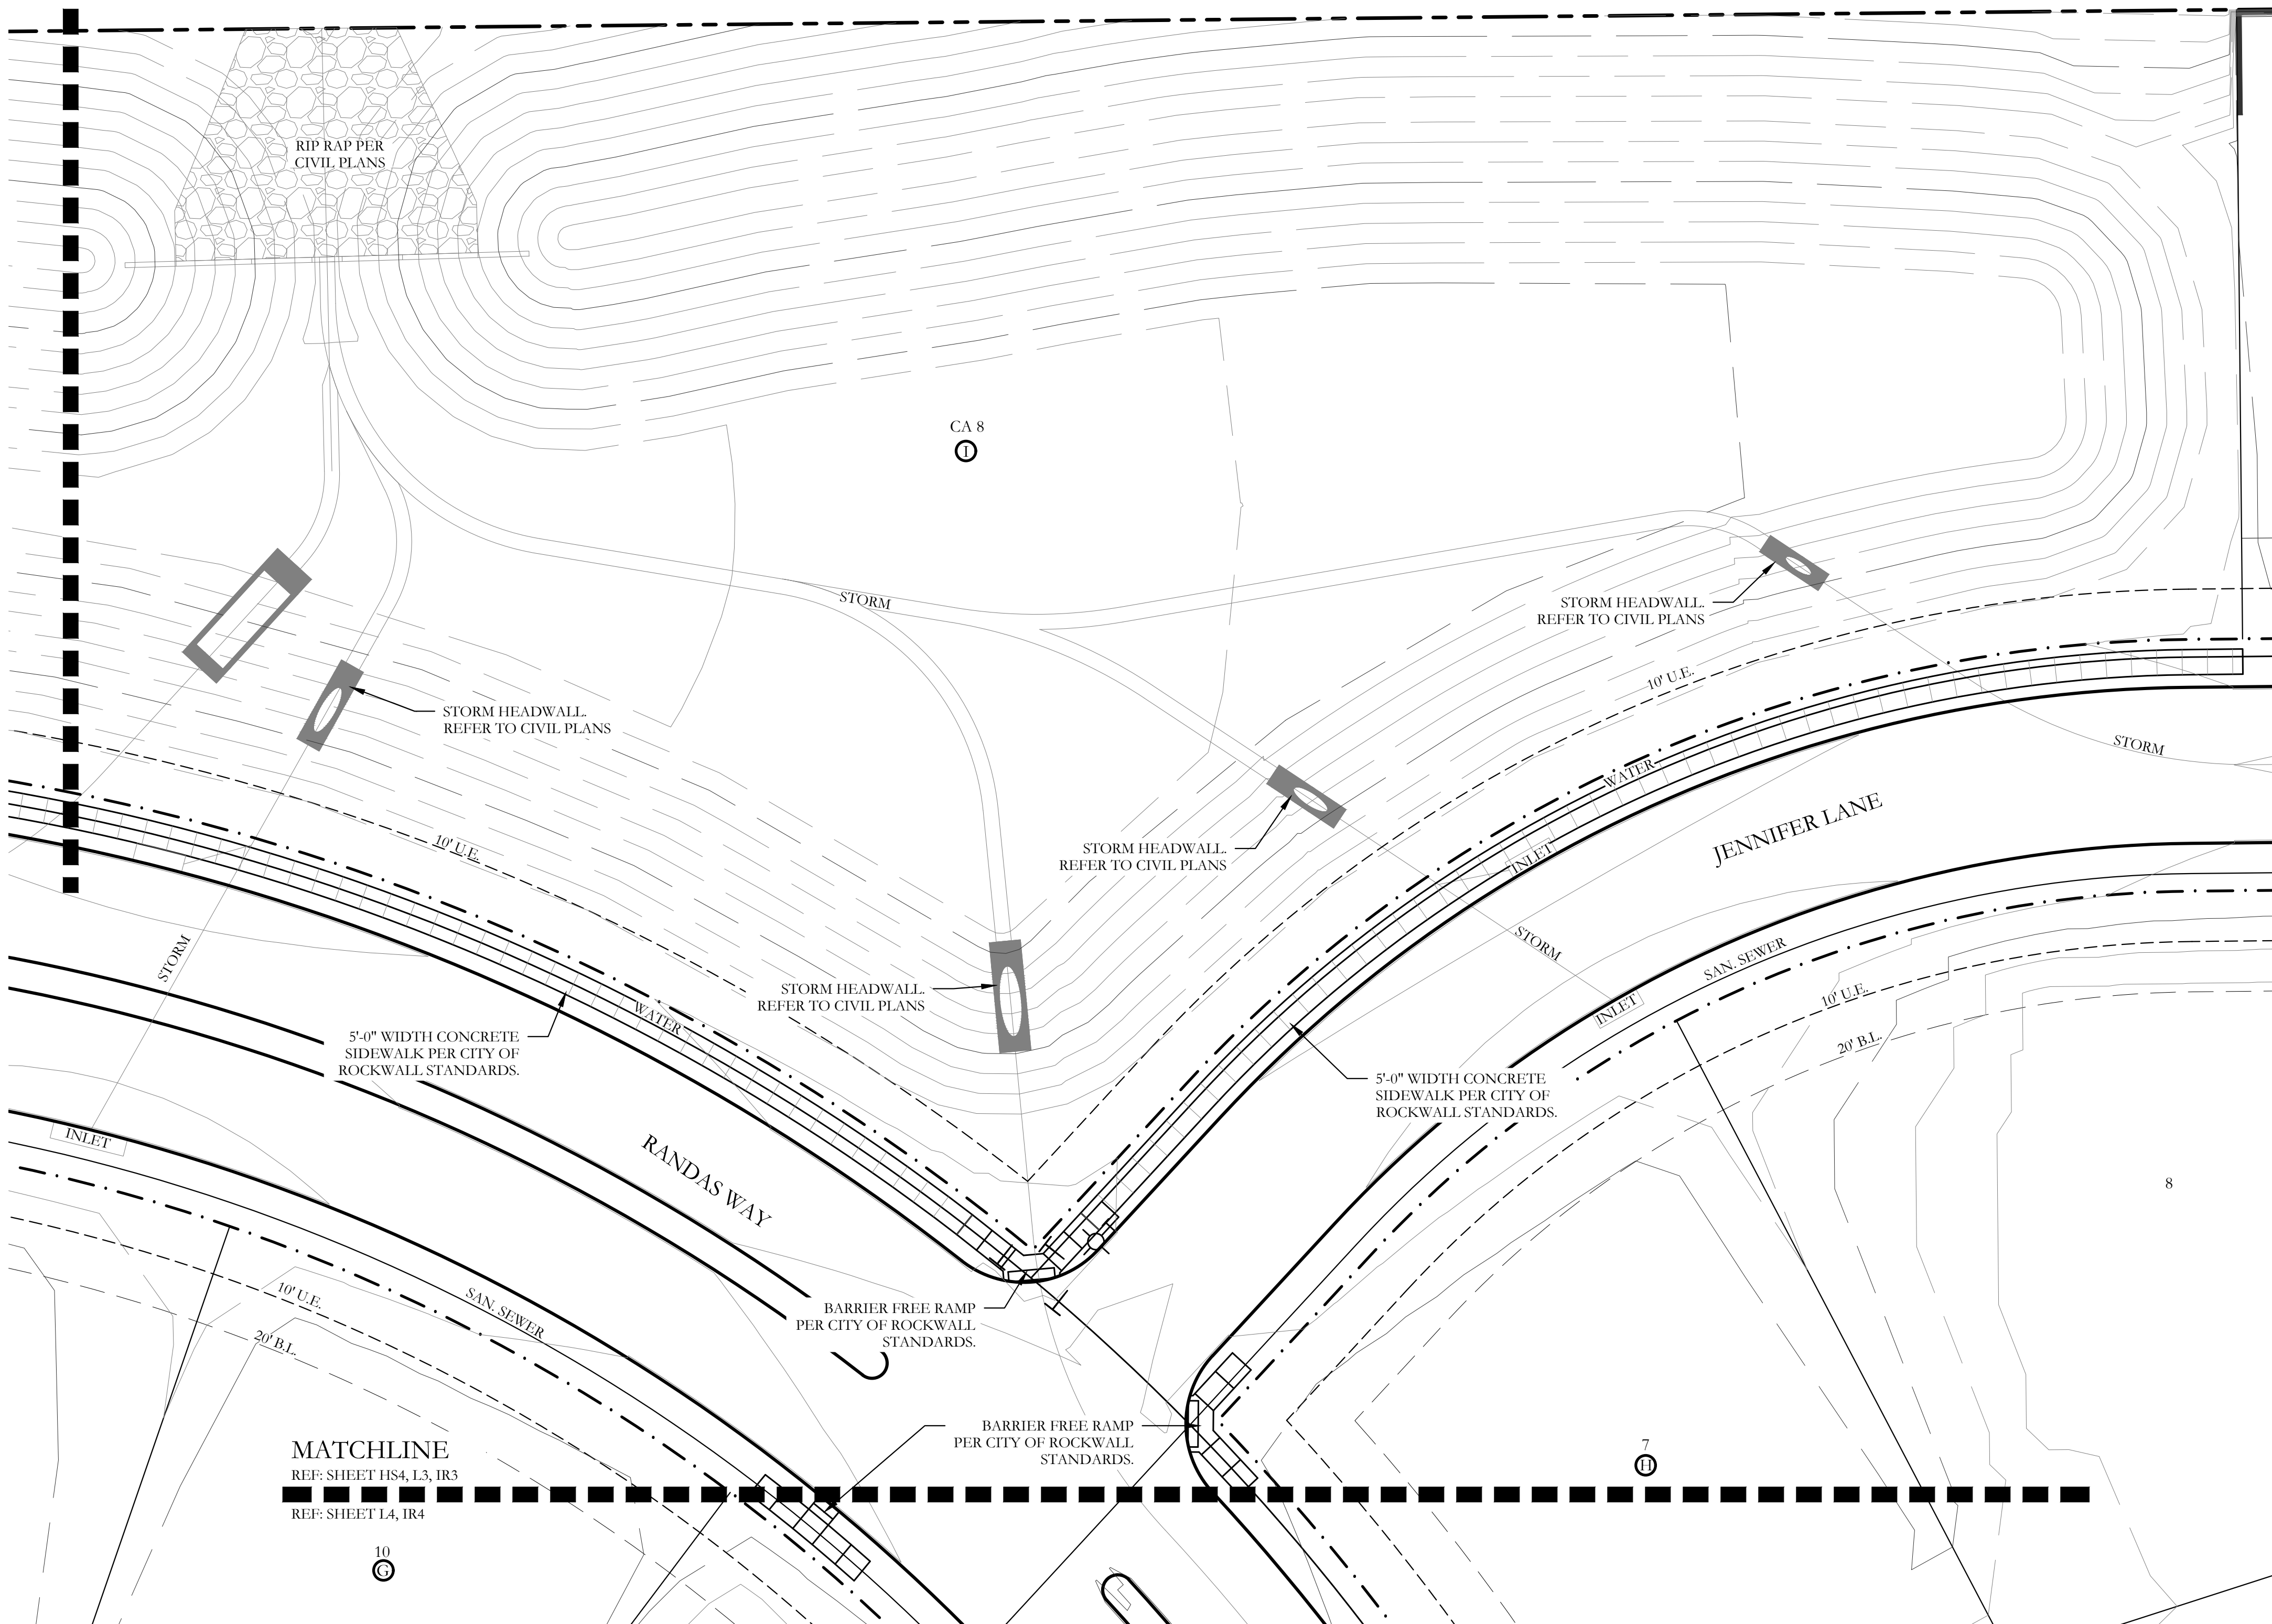 RIP RAP PER
CIVIL PLANS
CA 8
I
STORM
STORM HEADWALL.
REFER TO CIVIL PLANS
10' U.E.
STORM HEADWALL.
REFER TO CIVIL PLANS
STORM
WATER
JENNIFER LANE
10' U.E.
STORM HEADWALL.
REFER TO CIVIL PLANS
INLET
STORM
STORM
SAN. SEWER
STORM HEADWALL.
REFER TO CIVIL PLANS
10' U.E.
INLET
WATER
5'-0" WIDTH CONCRETE
SIDEWALK PER CITY OF
ROCKWALL STANDARDS.
20' B.L.
5'-0" WIDTH CONCRETE
SIDEWALK PER CITY OF
ROCKWALL STANDARDS.
INLET
RANDAS WAY
8
10' U.E.
SAN. SEWER
20' B.L.
BARRIER FREE RAMP
PER CITY OF ROCKWALL
STANDARDS.
BARRIER FREE RAMP
PER CITY OF ROCKWALL
STANDARDS.
7
H
MATCHLINE
REF: SHEET HS4, L3, IR3
REF: SHEET L4, IR4
10
G